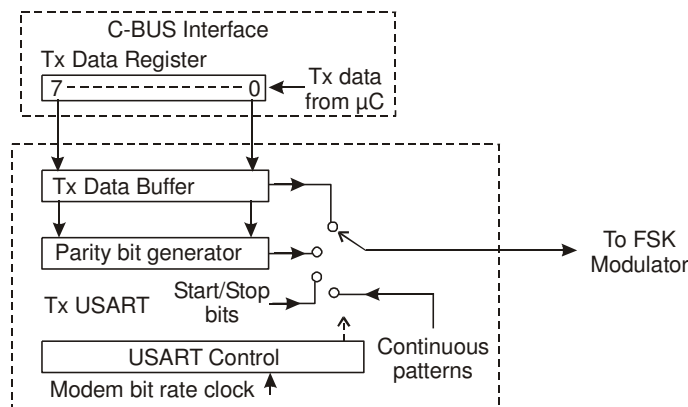 C-BUS Interface
Tx Data Register
7 0
Tx data
from µC
Tx Data Buffer
Parity bit generator
To FSK
Modulator
Start/Stop
bits
Tx USART
USART Control
Continuous
patterns
Modem bit rate clock